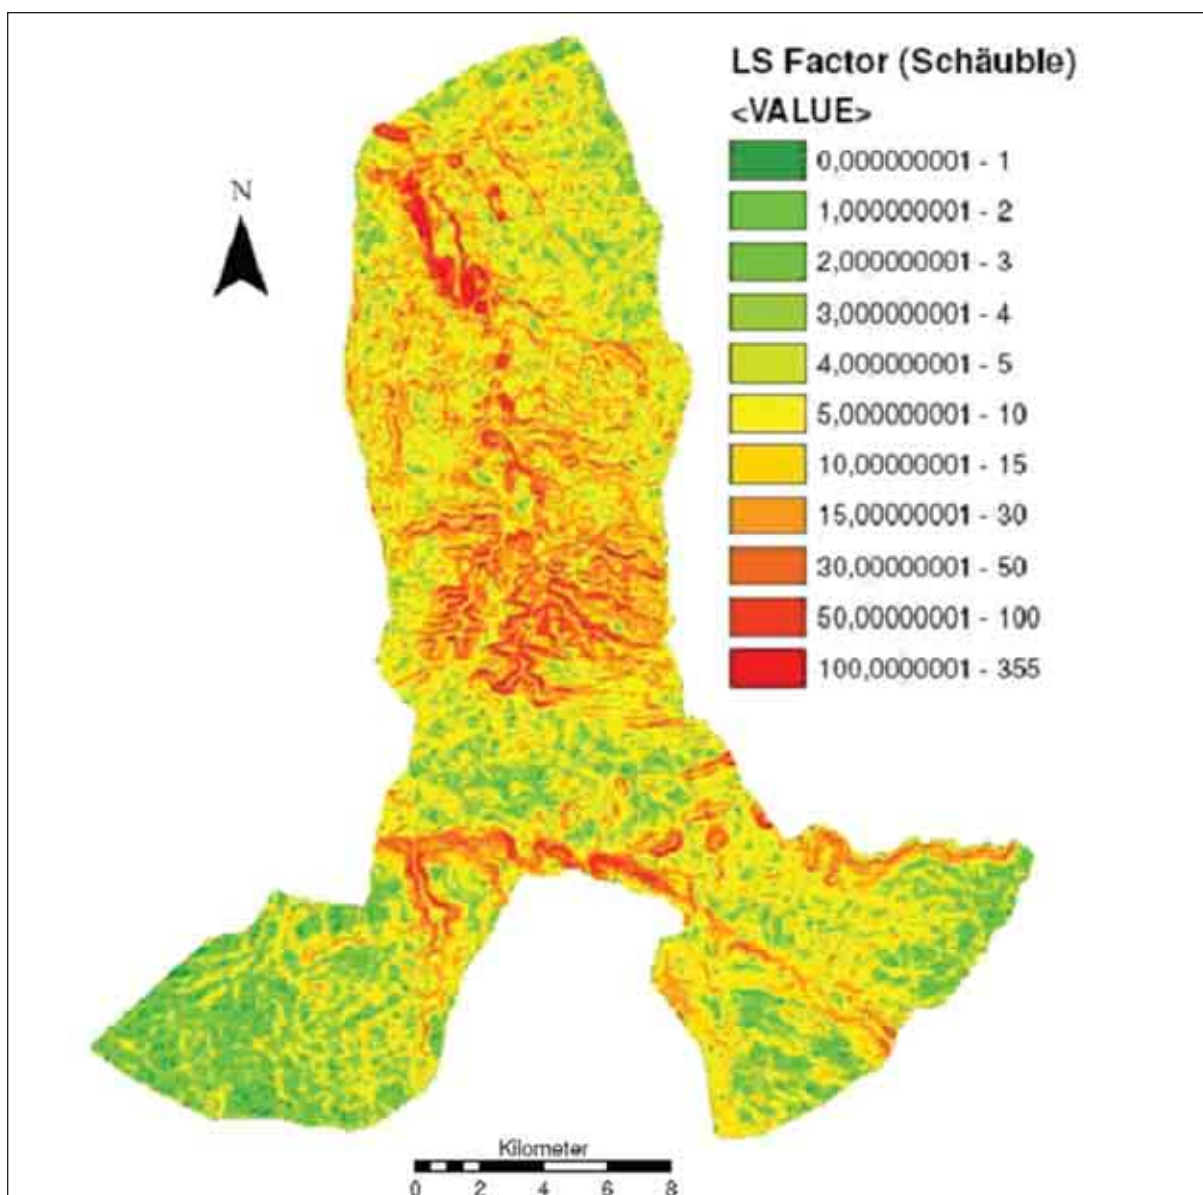 LS Factor (Schäuble)
<VALUE>
0,000000001 - 1
1,000000001 - 2
2,000000001 - 3
3,000000001 - 4
4,000000001 - 5
5,000000001 - 10
10,00000001 - 15
15,00000001 - 30
30,00000001 - 50
50,00000001 - 100
100,0000001 - 355
N
Kilometer
0 2 4 6 8